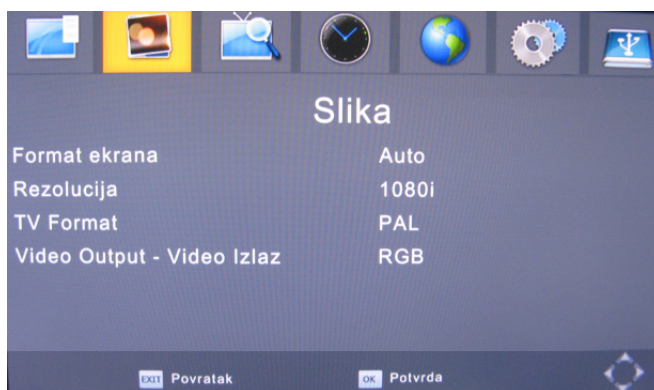 Slika
Format ekrana Auto
Rezolucija 1080i
TV Format PAL
Video Output - Video Izlaz RGB
EXIT Povratak OK Potvrda